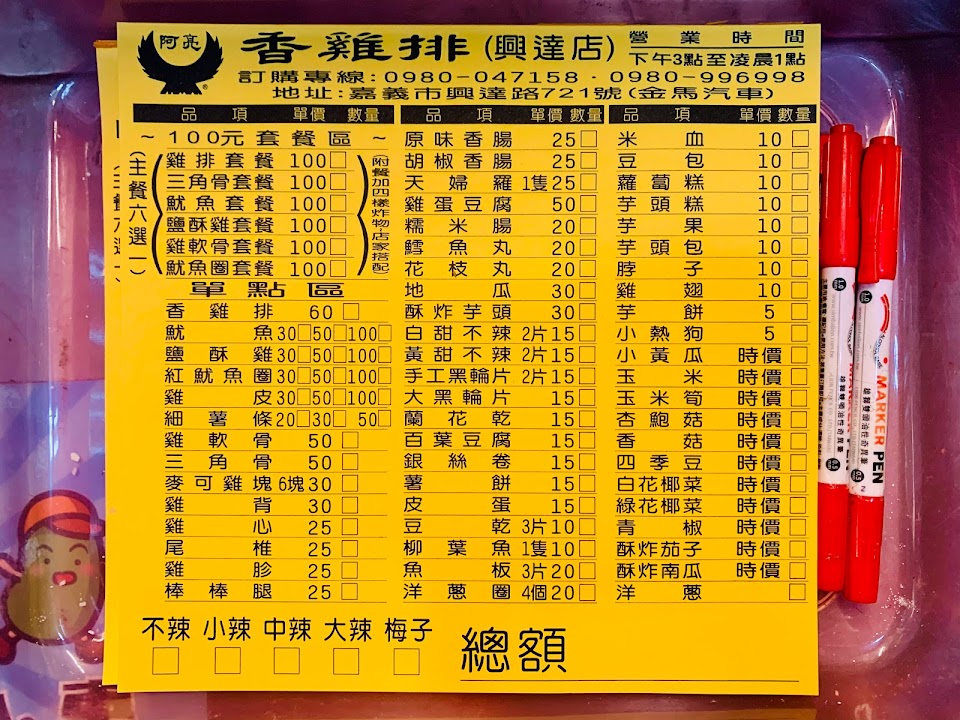 阿亮 香雞排 (興達店) 營業時間
下午3點至凌晨1點
訂購專線:0980-047158·0980-996998
地址:嘉義市興達路721號(金馬汽車)
品項 單價 數量
~100元套餐區~
(主餐六選一)
雞排套餐 100□
三角骨套餐 100□
魷魚套餐 100□
鹽酥雞套餐 100□
雞軟骨套餐 100□
魷魚圈套餐 100□
(附餐加四樣炸物,店家搭配)
單點區
香雞排 60□
魷魚 30□50□100□
鹽酥雞 30□50□100□
紅魷魚圈 30□50□100□
雞皮 30□50□100□
細薯條 20□30□50□
雞軟骨 50□
三角骨 50□
麥可雞塊 6塊30□
雞背 30□
雞心 25□
尾椎 25□
雞胗 25□
棒棒腿 25□
品項 單價 數量
原味香腸 25□
胡椒香腸 25□
天婦羅 1隻25□
雞蛋豆腐 50□
糯米腸 20□
鱈魚丸 20□
花枝丸 20□
地瓜 30□
酥炸芋頭 30□
白甜不辣 2片15□
黃甜不辣 2片15□
手工黑輪片 2片15□
大黑輪片 15□
蘭花乾 15□
百葉豆腐 15□
銀絲卷 15□
薯餅 15□
皮蛋 15□
豆乾 3片10□
柳葉魚 1隻10□
魚板 3片20□
洋蔥圈 4個20□
品項 單價 數量
米血 10□
豆包 10□
蘿蔔糕 10□
芋頭糕 10□
芋果 10□
芋頭包 10□
脖子 10□
雞翅 10□
芋餅 5□
小熱狗 5□
小黃瓜 時價□
玉米 時價□
玉米筍 時價□
杏鮑菇 時價□
香菇 時價□
四季豆 時價□
白花椰菜 時價□
綠花椰菜 時價□
青椒 時價□
酥炸茄子 時價□
酥炸南瓜 時價□
洋蔥 □
不辣 小辣 中辣 大辣 梅子
□ □ □ □ □
總額
MARKER PEN